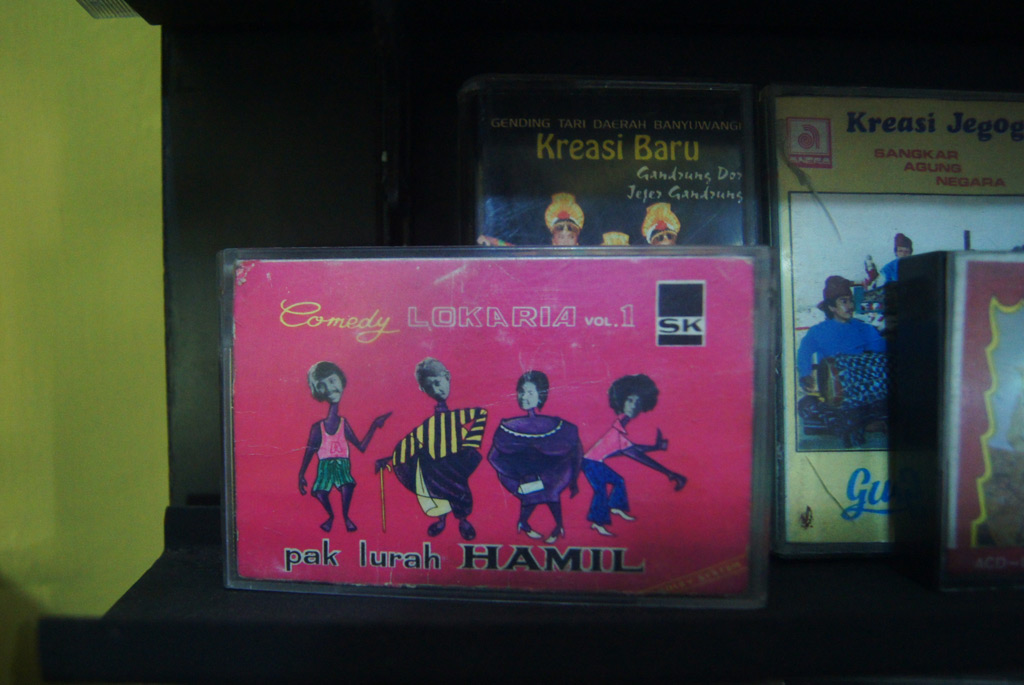 GENDING TARI DAERAH BANYUWANGI
Kreasi Baru
Gandrung Dor
Jejer Gandrung
Kreasi Jegog
SANGKAR
AGUNG
NEGARA
Comedy LOKARIA VOL.1
SK
pak lurah HAMIL
ACD-